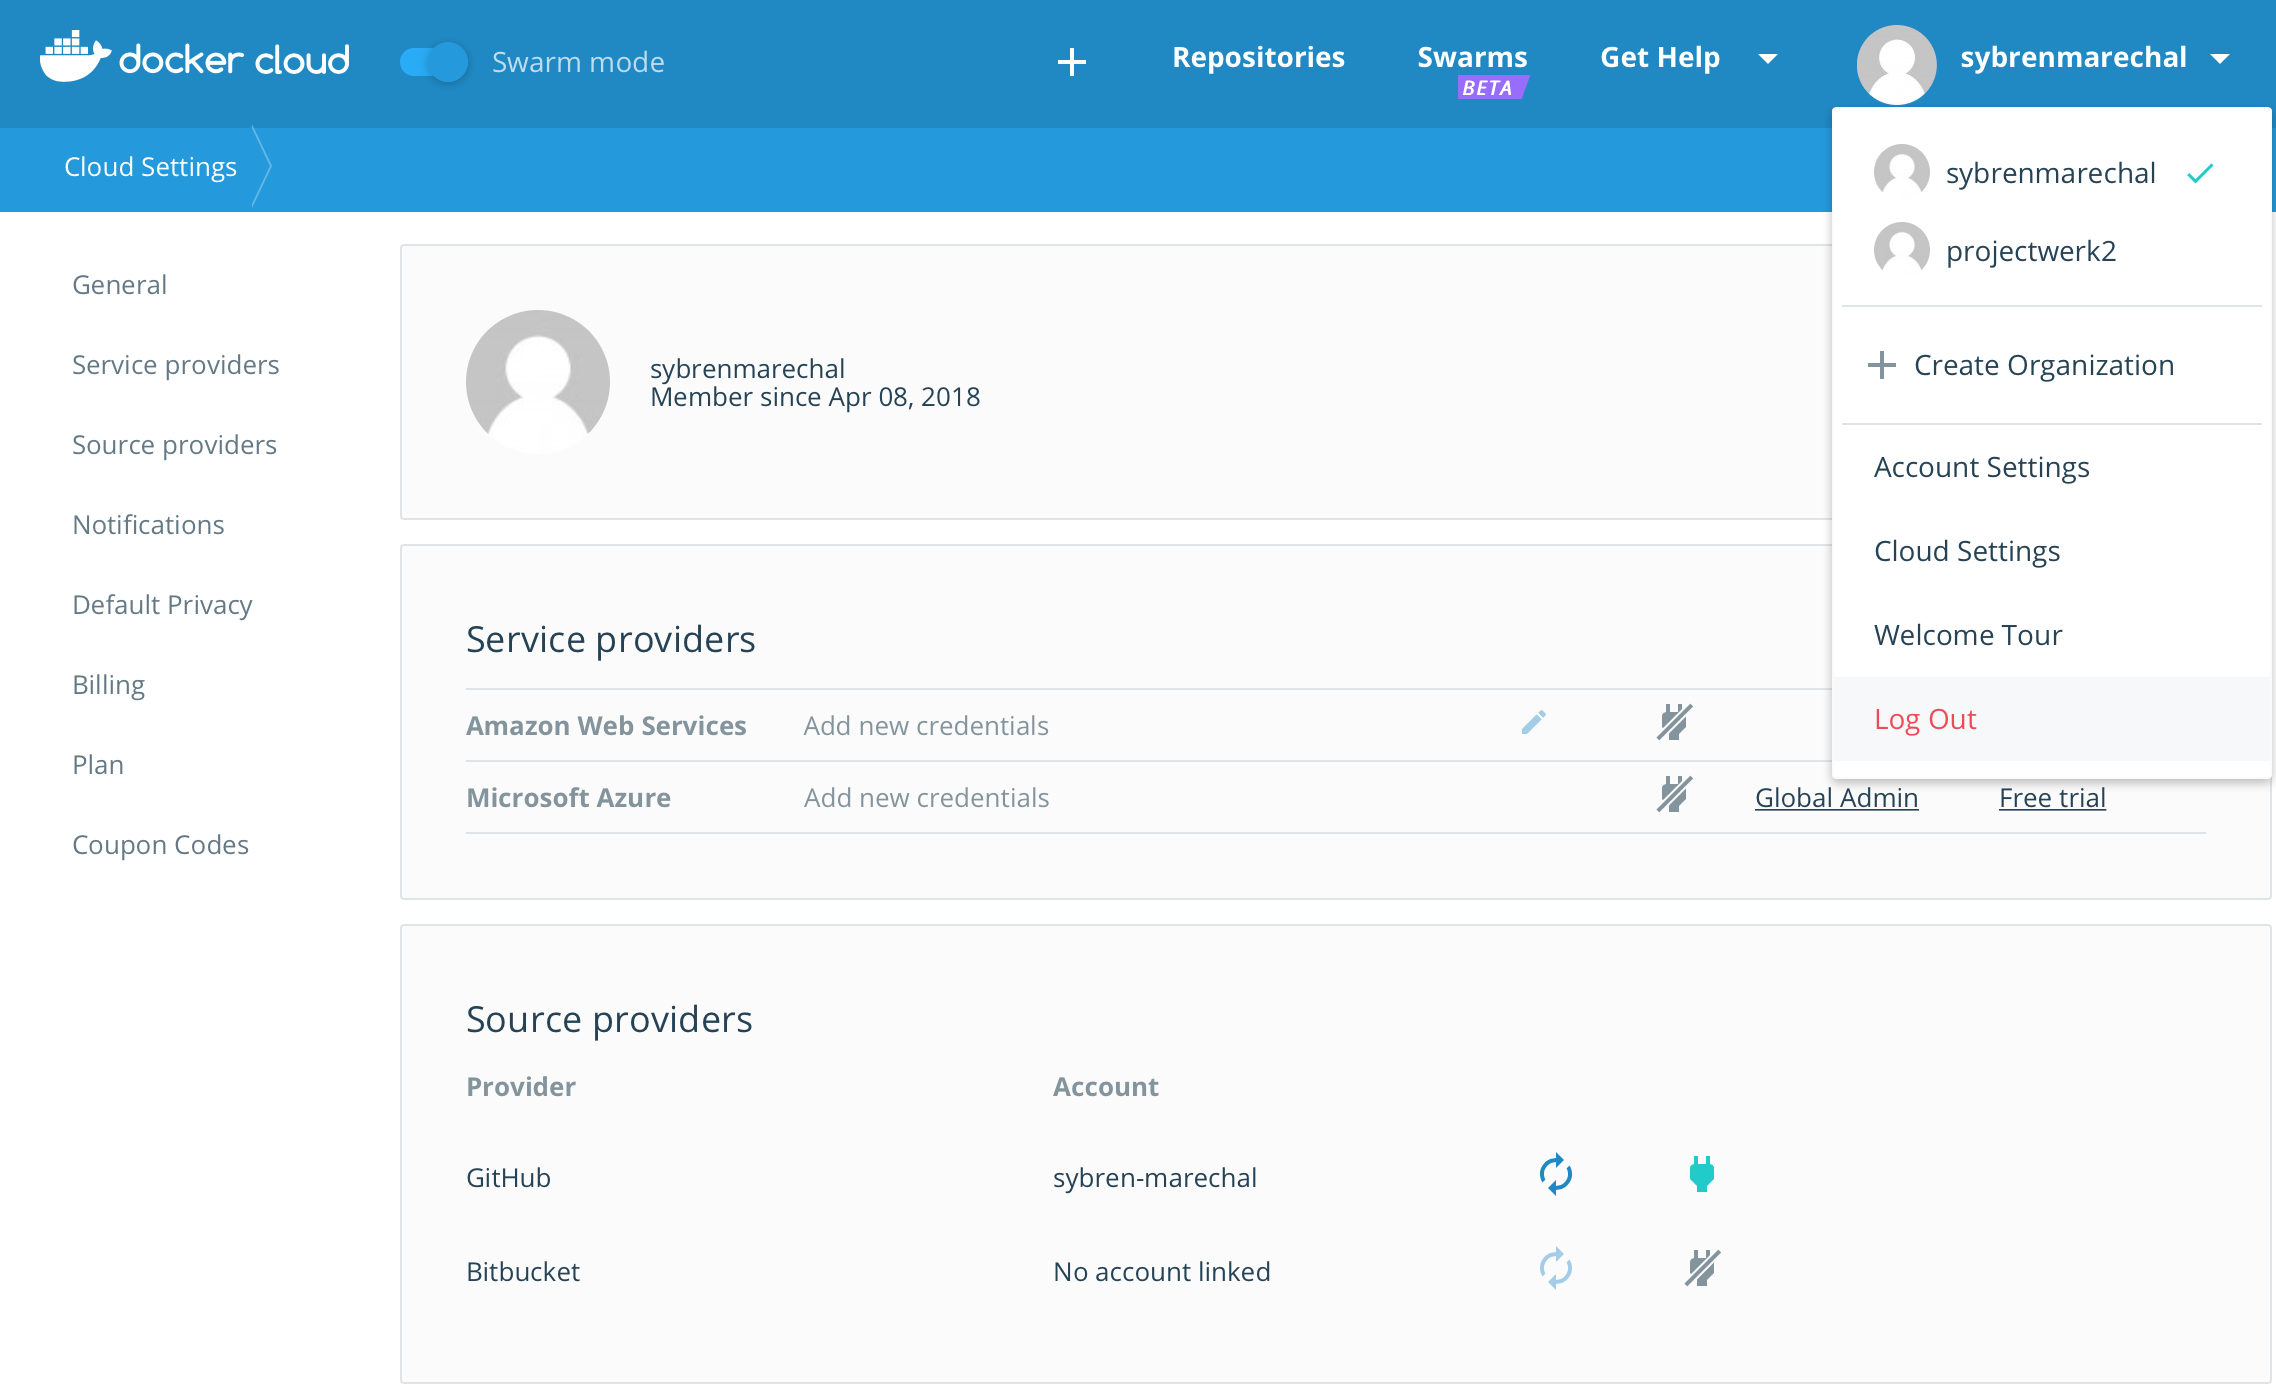 docker cloud
Swarm mode
Repositories
Swarms
BETA
Get Help
sybrenmarechal
Cloud Settings
sybrenmarechal
projectwerk2
Create Organization
Account Settings
Cloud Settings
Welcome Tour
Log Out
General
Service providers
Source providers
Notifications
Default Privacy
Billing
Plan
Coupon Codes
sybrenmarechal
Member since Apr 08, 2018
Service providers
Amazon Web Services Add new credentials
Microsoft Azure Add new credentials Global Admin Free trial
Source providers
Provider Account
GitHub sybren-marechal
Bitbucket No account linked